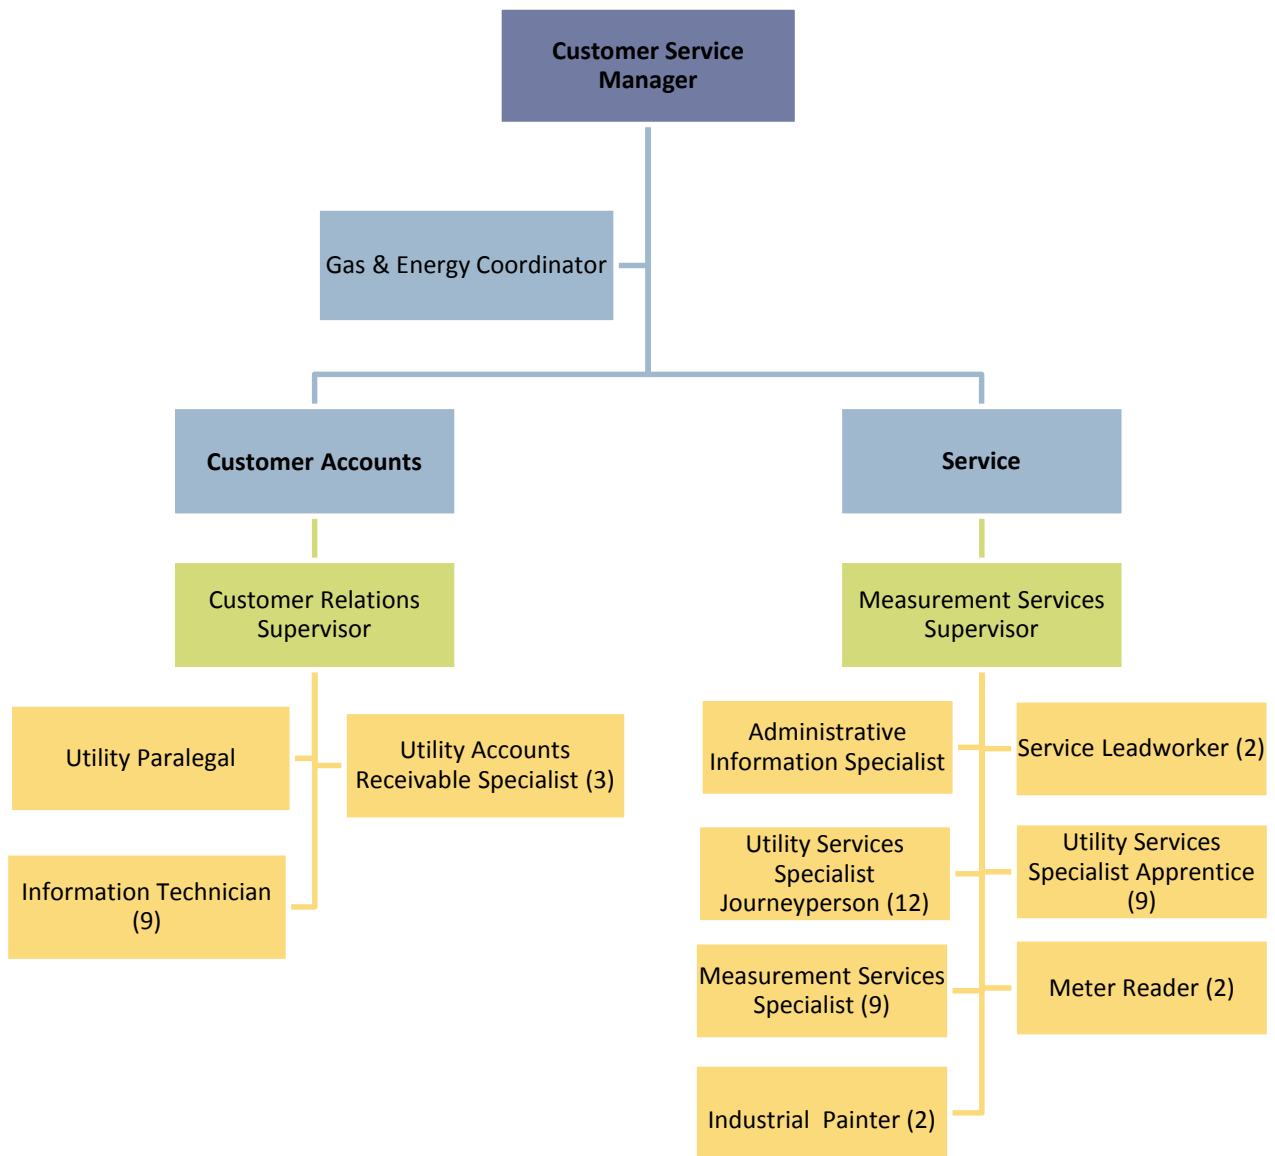 Customer Service
Manager
Gas & Energy Coordinator
Customer Accounts
Service
Customer Relations
Supervisor
Measurement Services
Supervisor
Utility Paralegal
Utility Accounts
Receivable Specialist (3)
Information Technician
(9)
Administrative
Information Specialist
Service Leadworker (2)
Utility Services
Specialist
Journeyperson (12)
Utility Services
Specialist Apprentice
(9)
Measurement Services
Specialist (9)
Meter Reader (2)
Industrial  Painter (2)